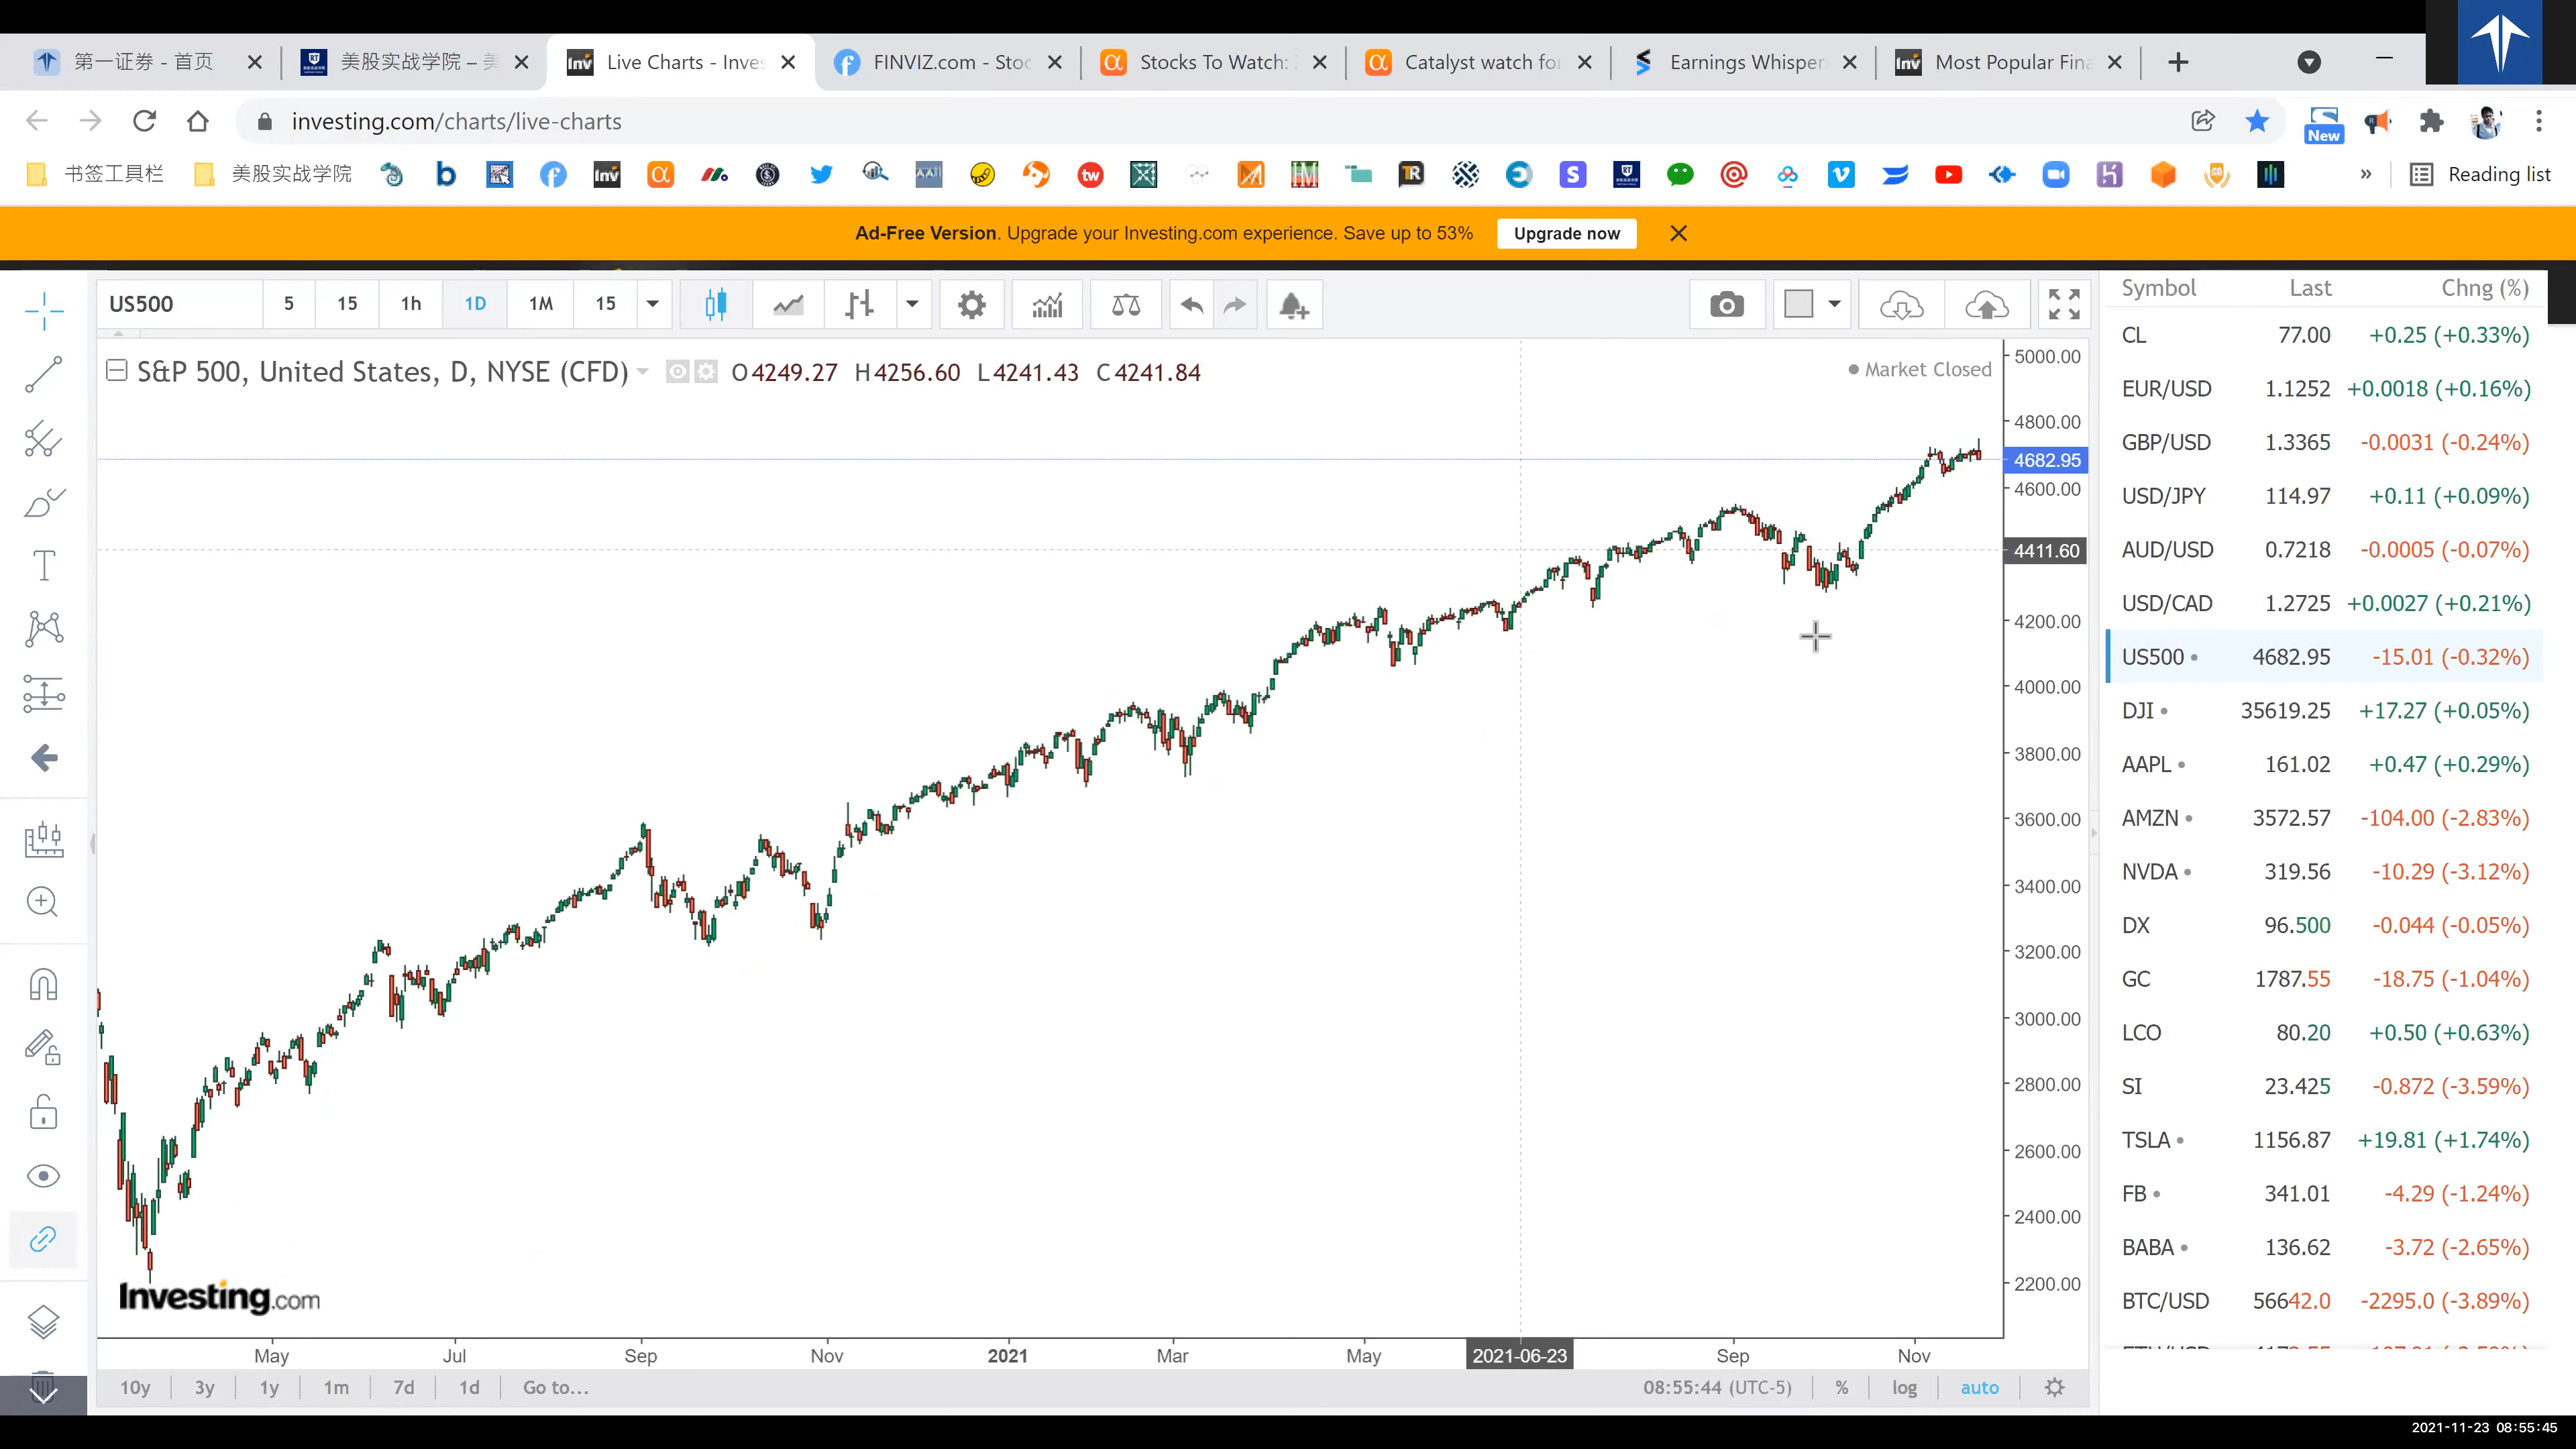 第一证券 - 首页
美股实战学院 – 美
Live Charts - Inves
FINVIZ.com - Stoc
Stocks To Watch:
Catalyst watch for
Earnings Whisper
Most Popular Fina
investing.com/charts/live-charts
New
书签工具栏
美股实战学院
Reading list
Ad-Free Version. Upgrade your Investing.com experience. Save up to 53%
Upgrade now
US500 5 15 1h 1D 1M 15
S&P 500, United States, D, NYSE (CFD) O4249.27 H4256.60 L4241.43 C4241.84
Market Closed
5000.00
4800.00
4682.95
4600.00
4411.60
4200.00
4000.00
3800.00
3600.00
3400.00
3200.00
3000.00
2800.00
2600.00
2400.00
2200.00
Investing.com
May Jul Sep Nov 2021 Mar May 2021-06-23 Sep Nov
10y 3y 1y 1m 7d 1d Go to...
08:55:44 (UTC-5) % log auto
Symbol Last Chng (%)
CL 77.00 +0.25 (+0.33%)
EUR/USD 1.1252 +0.0018 (+0.16%)
GBP/USD 1.3365 -0.0031 (-0.24%)
USD/JPY 114.97 +0.11 (+0.09%)
AUD/USD 0.7218 -0.0005 (-0.07%)
USD/CAD 1.2725 +0.0027 (+0.21%)
US500 4682.95 -15.01 (-0.32%)
DJI 35619.25 +17.27 (+0.05%)
AAPL 161.02 +0.47 (+0.29%)
AMZN 3572.57 -104.00 (-2.83%)
NVDA 319.56 -10.29 (-3.12%)
DX 96.500 -0.044 (-0.05%)
GC 1787.55 -18.75 (-1.04%)
LCO 80.20 +0.50 (+0.63%)
SI 23.425 -0.872 (-3.59%)
TSLA 1156.87 +19.81 (+1.74%)
FB 341.01 -4.29 (-1.24%)
BABA 136.62 -3.72 (-2.65%)
BTC/USD 56642.0 -2295.0 (-3.89%)
2021-11-23 08:55:45